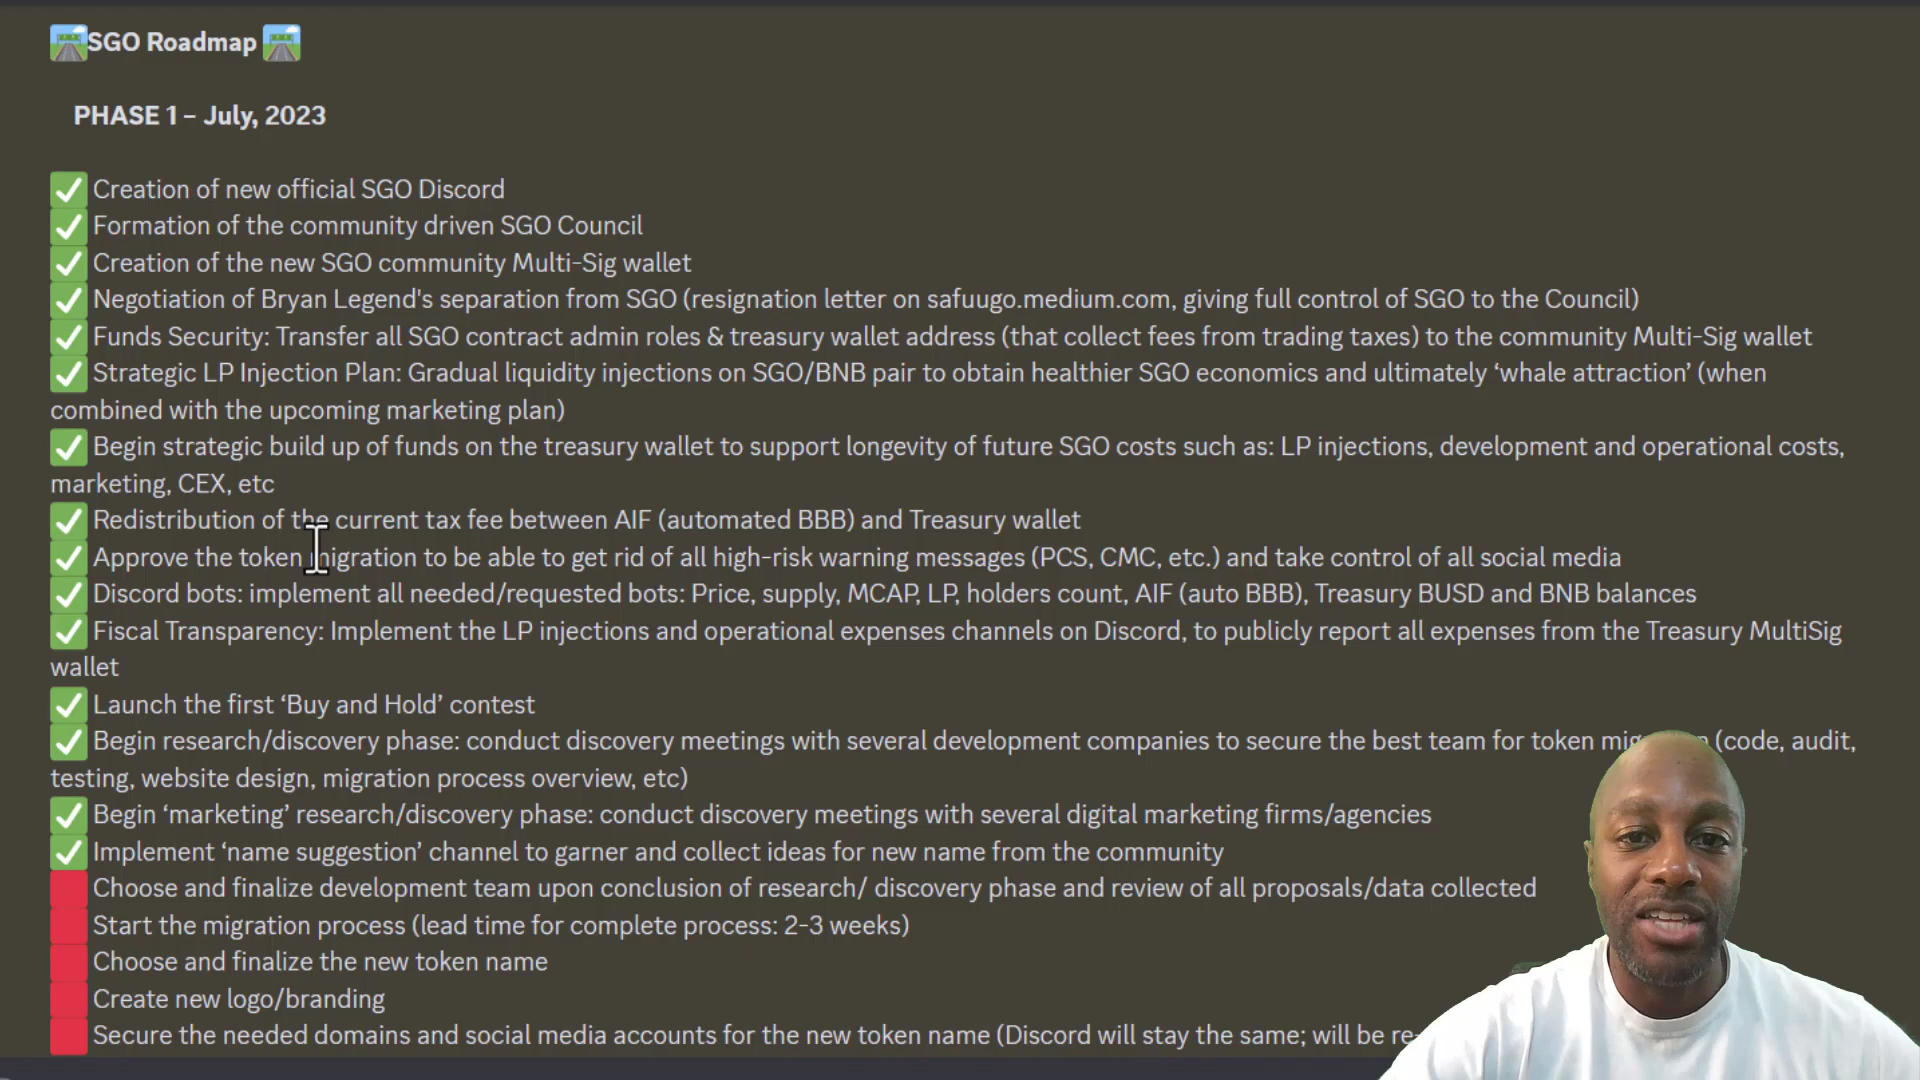 SGO Roadmap
PHASE 1 – July, 2023
Creation of new official SGO Discord
Formation of the community driven SGO Council
Creation of the new SGO community Multi-Sig wallet
Negotiation of Bryan Legend's separation from SGO (resignation letter on safuugo.medium.com, giving full control of SGO to the Council)
Funds Security: Transfer all SGO contract admin roles & treasury wallet address (that collect fees from trading taxes) to the community Multi-Sig wallet
Strategic LP Injection Plan: Gradual liquidity injections on SGO/BNB pair to obtain healthier SGO economics and ultimately ‘whale attraction’ (when
combined with the upcoming marketing plan)
Begin strategic build up of funds on the treasury wallet to support longevity of future SGO costs such as: LP injections, development and operational costs,
marketing, CEX, etc
Redistribution of the current tax fee between AIF (automated BBB) and Treasury wallet
Approve the token migration to be able to get rid of all high-risk warning messages (PCS, CMC, etc.) and take control of all social media
Discord bots: implement all needed/requested bots: Price, supply, MCAP, LP, holders count, AIF (auto BBB), Treasury BUSD and BNB balances
Fiscal Transparency: Implement the LP injections and operational expenses channels on Discord, to publicly report all expenses from the Treasury MultiSig
wallet
Launch the first ‘Buy and Hold’ contest
Begin research/discovery phase: conduct discovery meetings with several development companies to secure the best team for token (code, audit,
testing, website design, migration process overview, etc)
Begin ‘marketing’ research/discovery phase: conduct discovery meetings with several digital marketing firms/agencies
Implement ‘name suggestion’ channel to garner and collect ideas for new name from the community
Choose and finalize development team upon conclusion of research/ discovery phase and review of all proposals/data collected
Start the migration process (lead time for complete process: 2-3 weeks)
Choose and finalize the new token name
Create new logo/branding
Secure the needed domains and social media accounts for the new token name (Discord will stay the same; will be